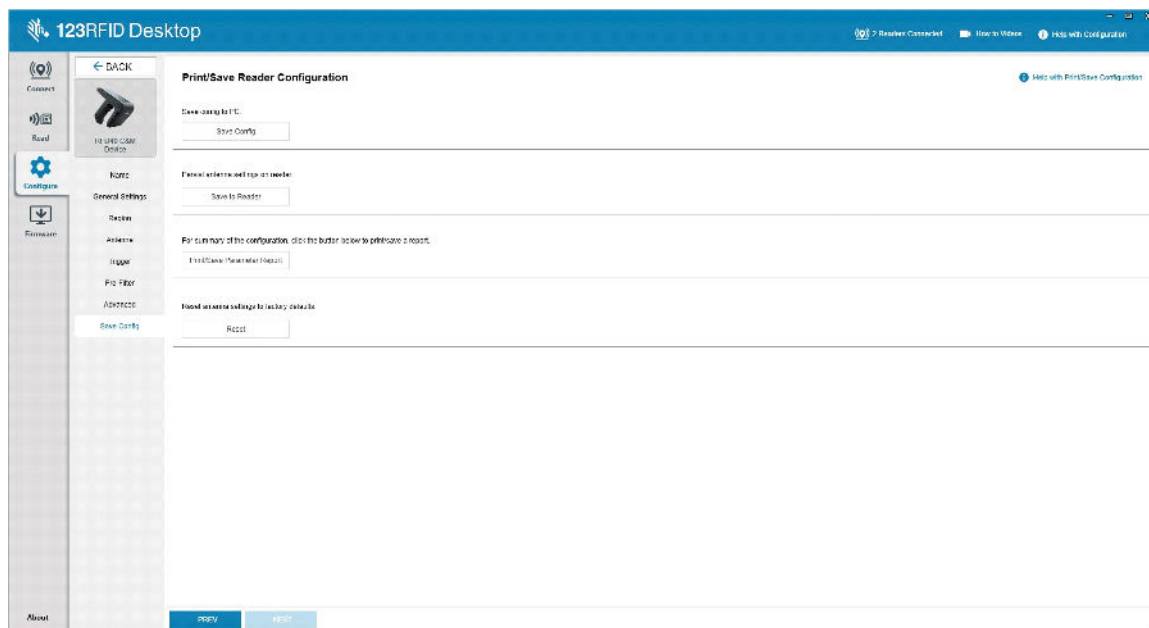 123RFID Desktop
2 Readers Connected
How to Videos
Help with Configuration
Connect
Read
Configure
Firmware
About
BACK
Device
Name
General Settings
Region
Antenna
Trigger
Pre Filter
Advanced
Save Config
Print/Save Reader Configuration
Help with Print/Save Configuration
Save config to PC.
Save Config
Persist antenna settings on reader
Save to Reader
For summary of the configuration, click the button below to print/save a report.
Print/Save Parameter Report
Reset antenna settings to factory defaults
Reset
PREV
NEXT